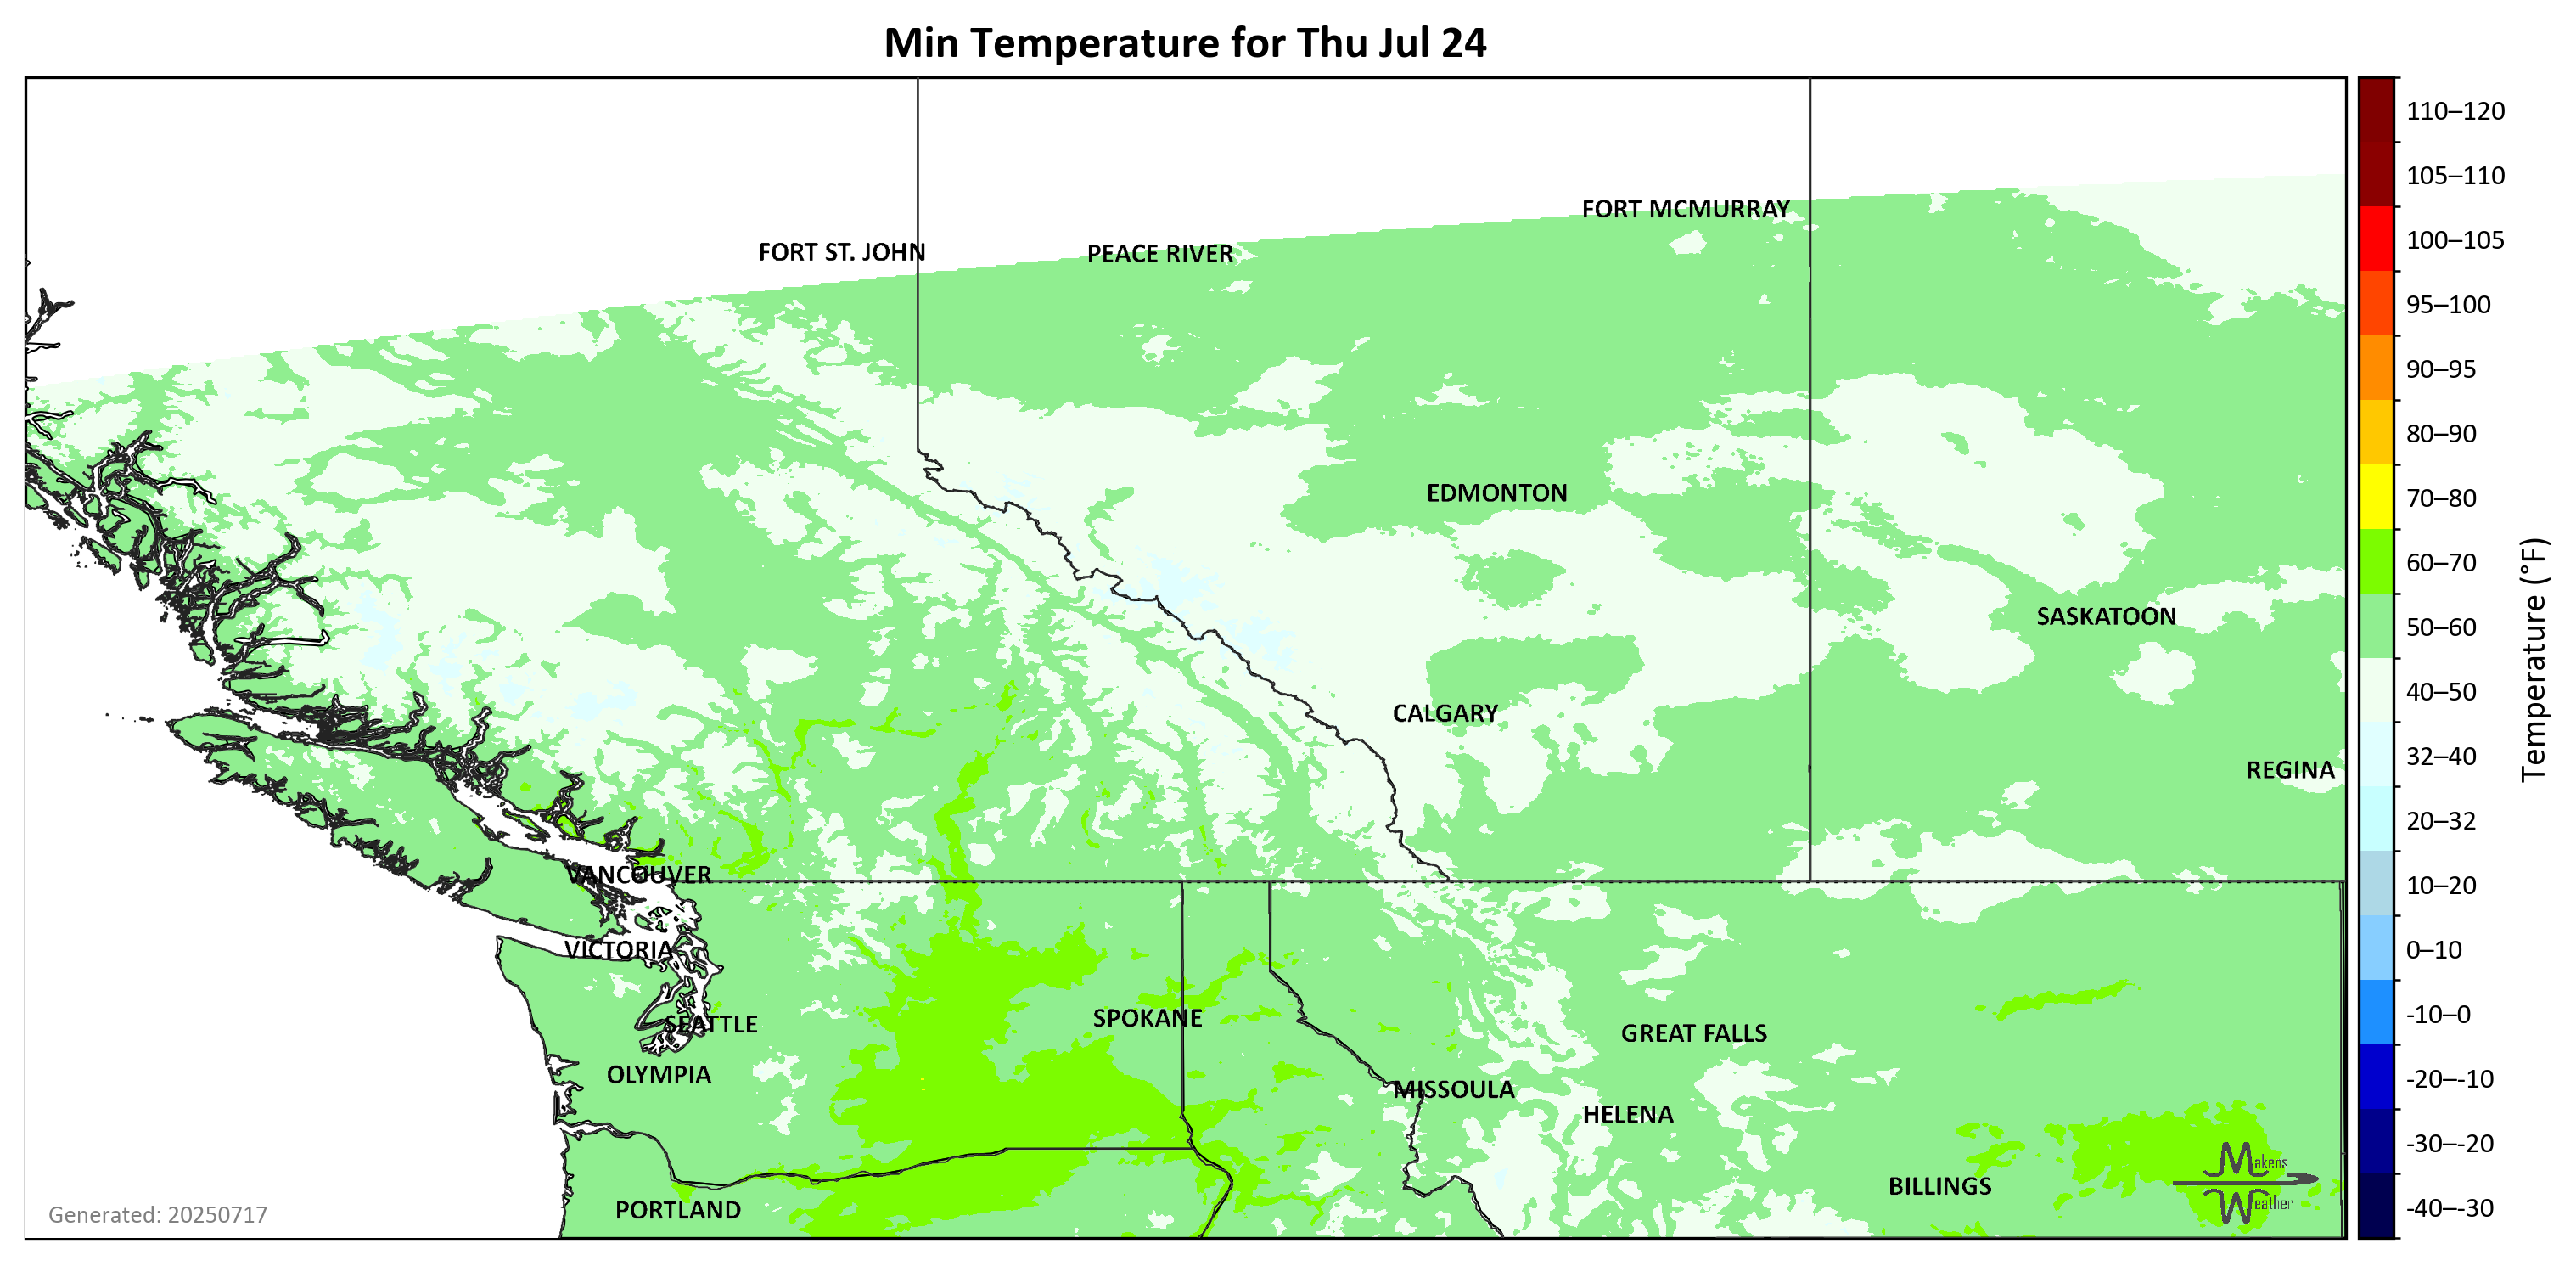 Min Temperature for Thu Jul 24
110–120
105–110
100–105
95–100
90–95
80–90
70–80
60–70
50–60
40–50
32–40
20–32
10–20
0–10
-10–0
-20–-10
-30–-20
-40–-30
Temperature (°F)
FORT MCMURRAY
FORT ST. JOHN
PEACE RIVER
EDMONTON
SASKATOON
CALGARY
REGINA
VANCOUVER
VICTORIA
SEATTLE
SPOKANE
GREAT FALLS
OLYMPIA
MISSOULA
HELENA
BILLINGS
PORTLAND
Makens
Weather
Generated: 20250717